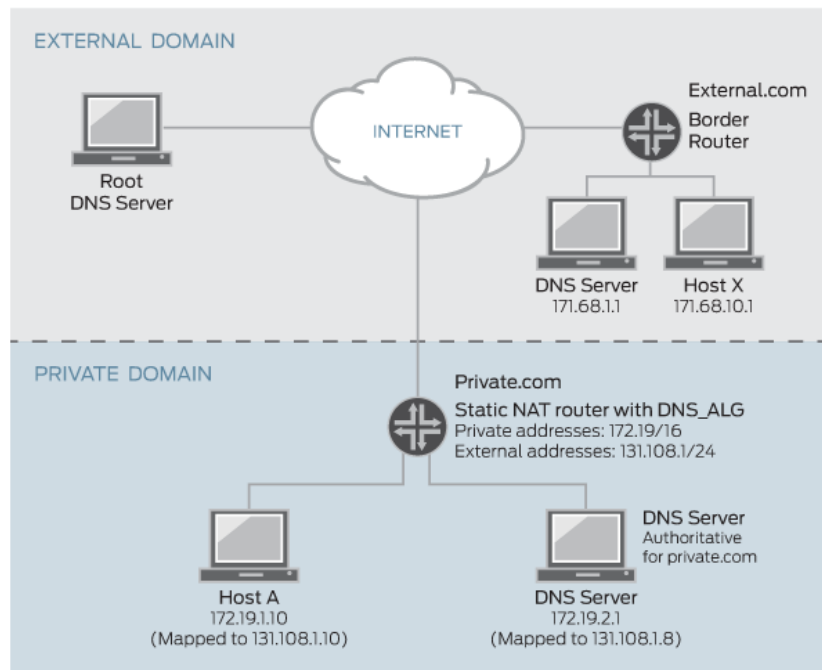 EXTERNAL DOMAIN
INTERNET
Root
DNS Server
External.com
Border
Router
DNS Server
171.68.1.1
Host X
171.68.10.1
PRIVATE DOMAIN
Private.com
Static NAT router with DNS_ALG
Private addresses: 172.19/16
External addresses: 131.108.1/24
Host A
172.19.1.10
(Mapped to 131.108.1.10)
DNS Server
172.19.2.1
(Mapped to 131.108.1.8)
DNS Server
Authoritative
for private.com